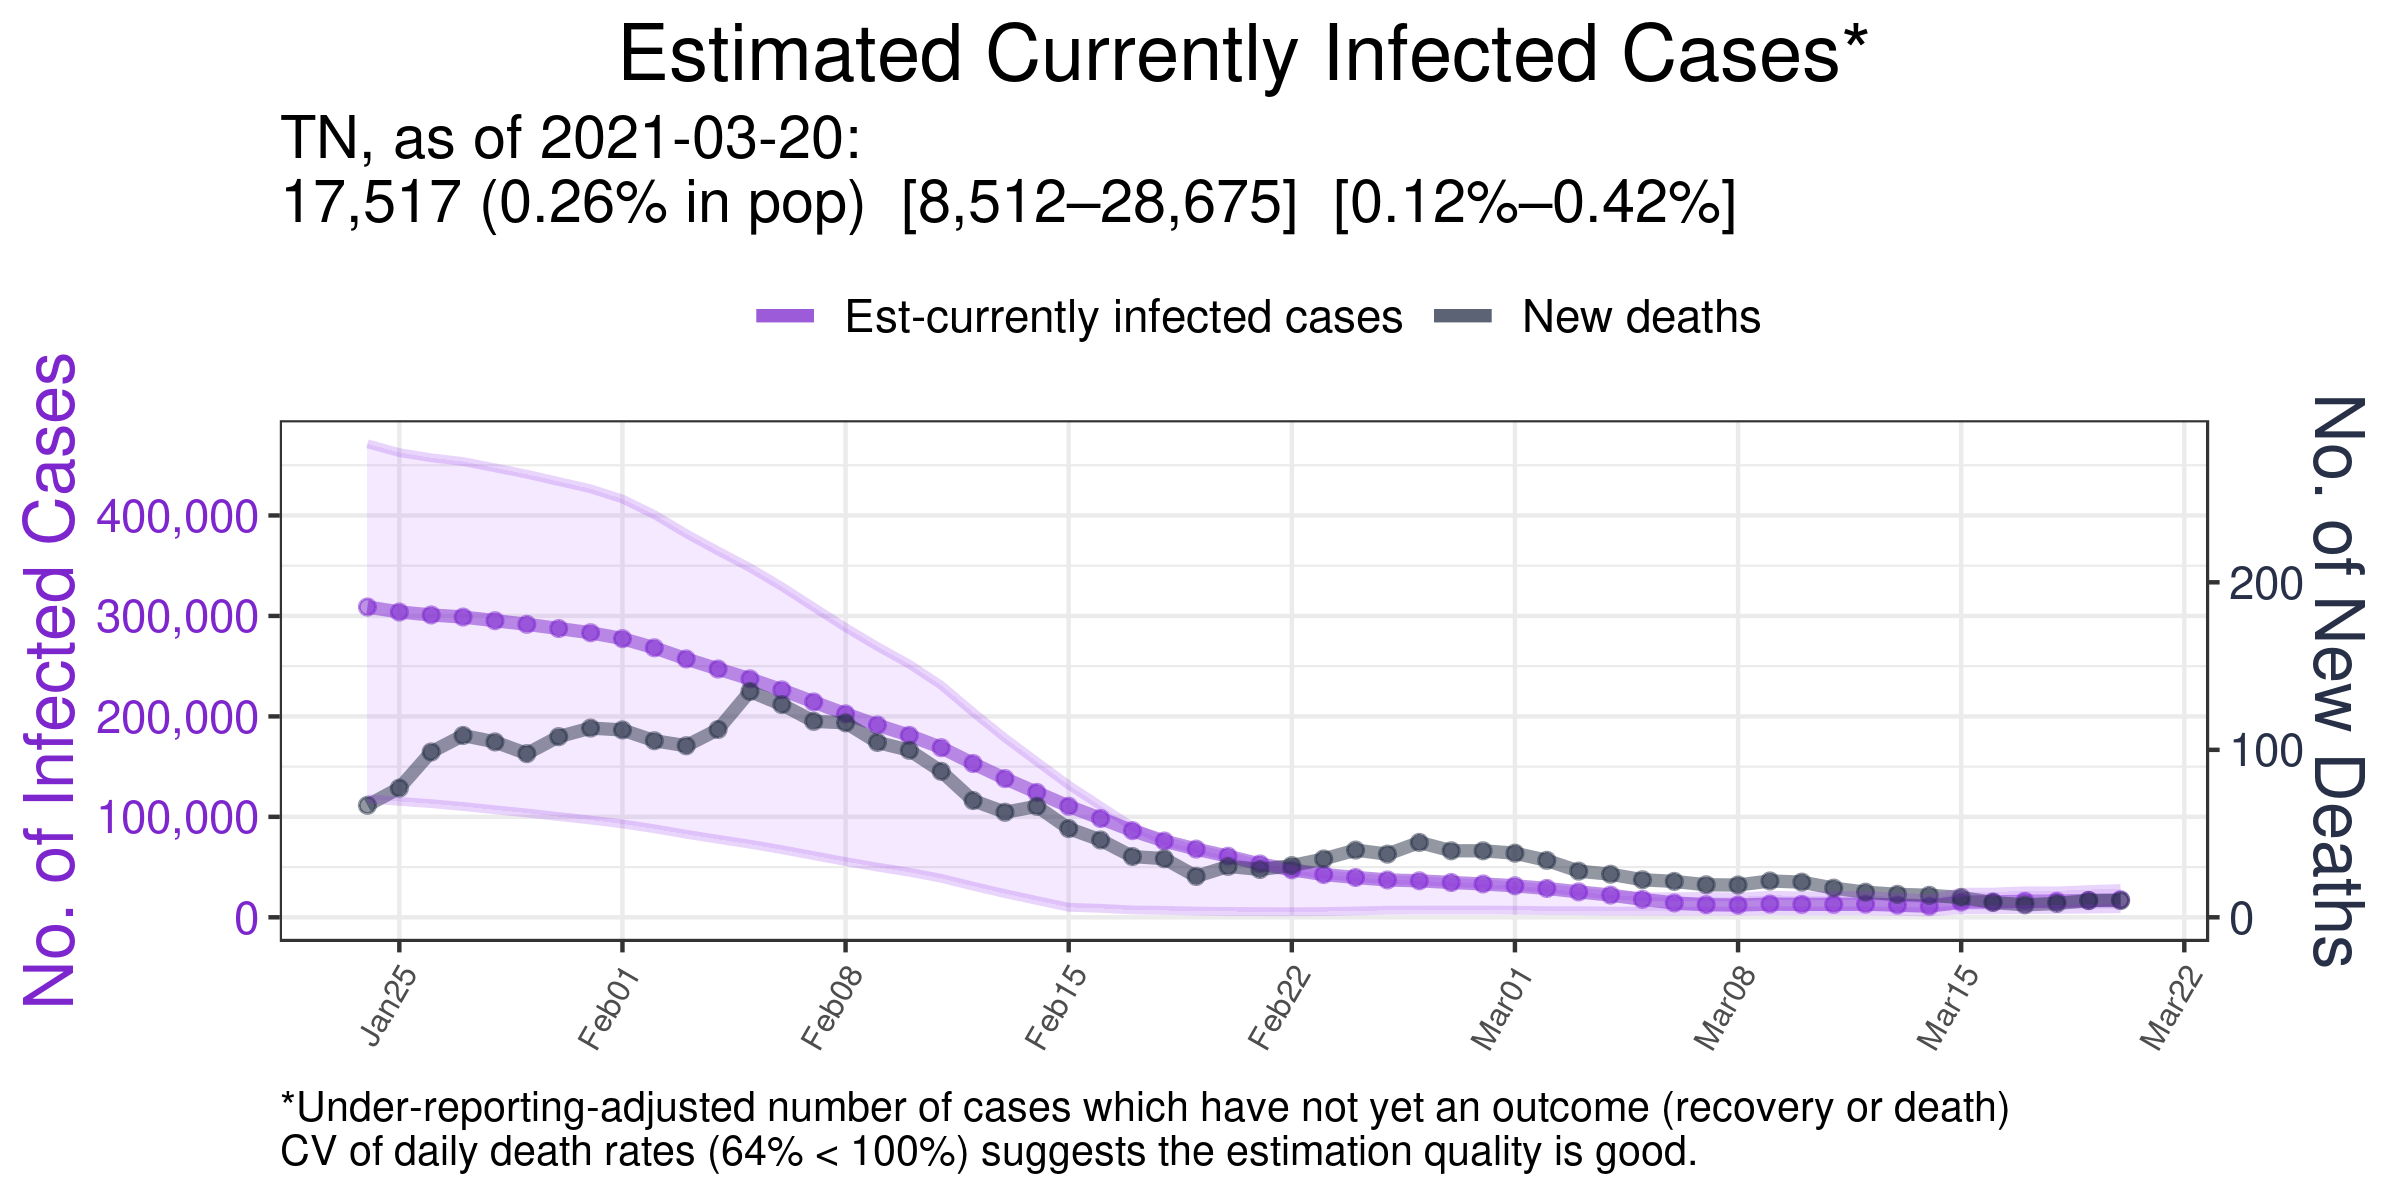 Estimated Currently Infected Cases*
TN, as of 2021-03-20:
17,517 (0.26% in pop)  [8,512–28,675]  [0.12%–0.42%]
Est-currently infected cases
New deaths
No. of Infected Cases
400,000
300,000
200,000
100,000
0
No. of New Deaths
200
100
0
Jan25
Feb01
Feb08
Feb15
Feb22
Mar01
Mar08
Mar15
Mar22
*Under-reporting-adjusted number of cases which have not yet an outcome (recovery or death)
CV of daily death rates (64% < 100%) suggests the estimation quality is good.